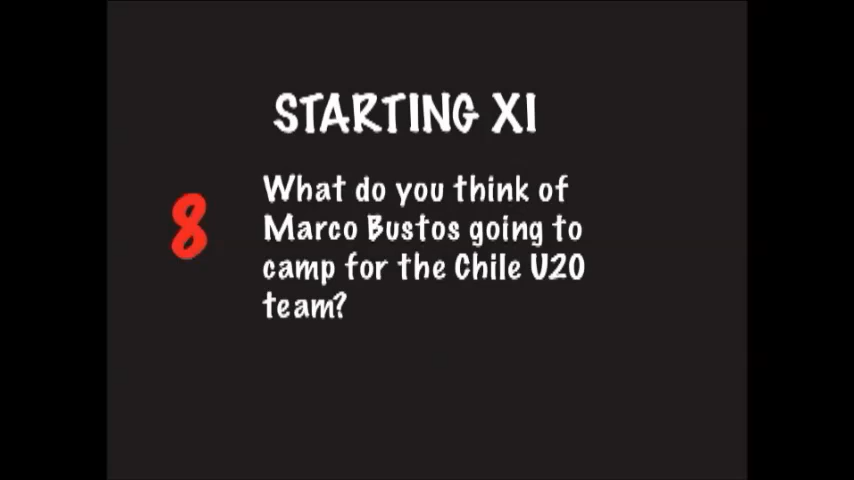 STARTING XI
8
What do you think of
Marco Bustos going to
camp for the Chile U20
team?